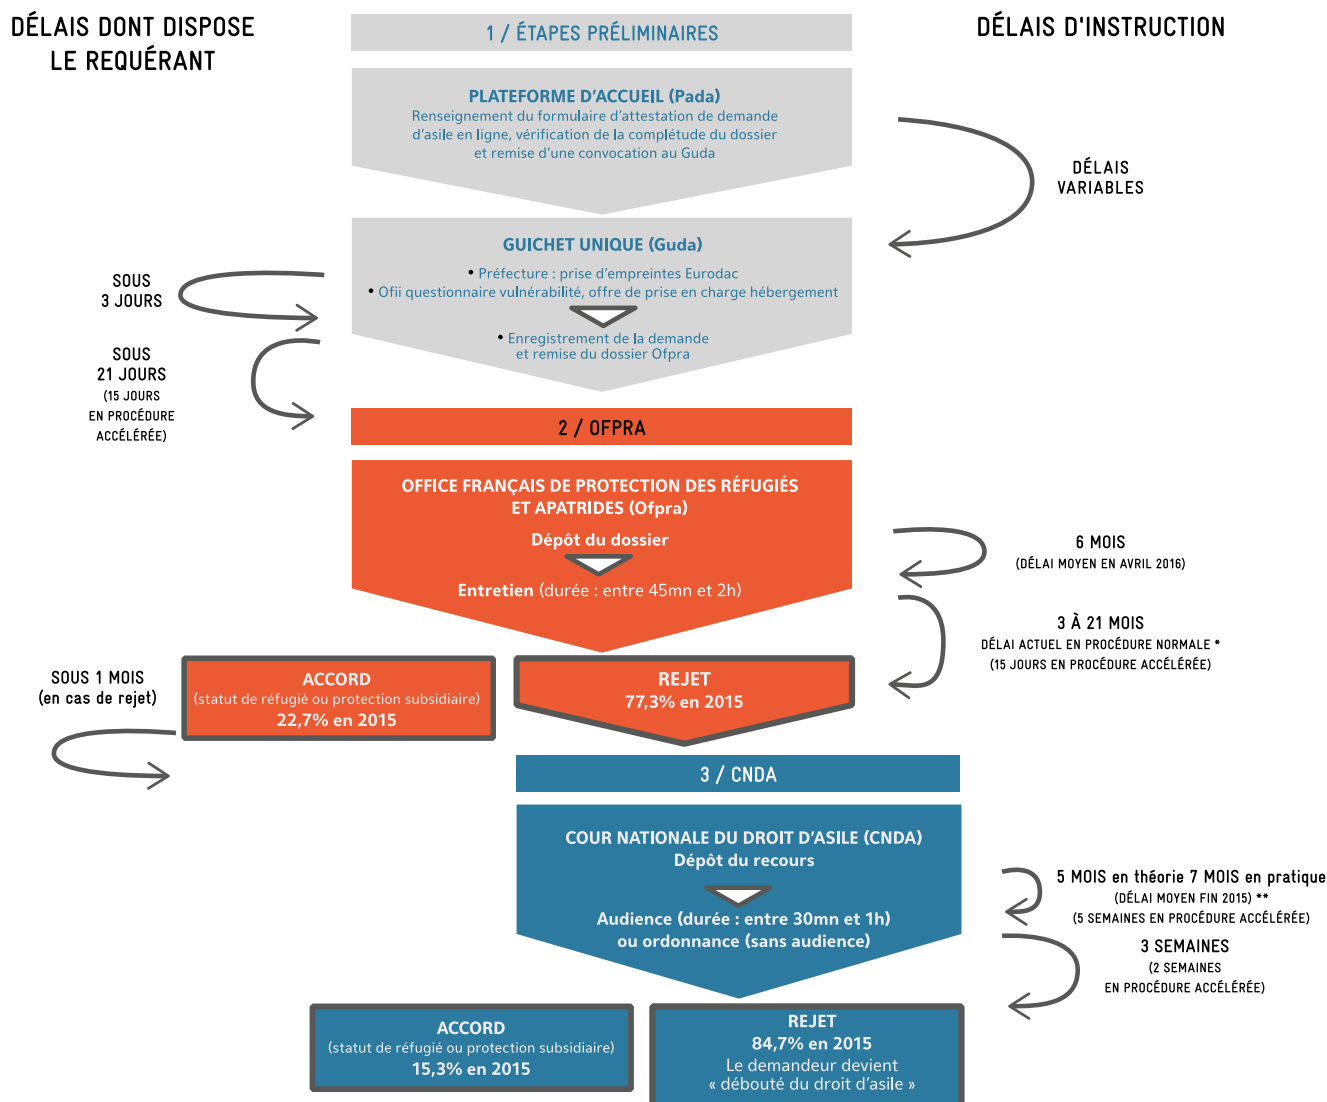 DÉLAIS DONT DISPOSE
LE REQUÉRANT
1 / ÉTAPES PRÉLIMINAIRES
DÉLAIS D'INSTRUCTION
PLATEFORME D'ACCUEIL (Pada)
Renseignement du formulaire d'attestation de demande
d'asile en ligne, vérification de la complétude du dossier
et remise d'une convocation au Guda
DÉLAIS
VARIABLES
GUICHET UNIQUE (Guda)
• Préfecture : prise d'empreintes Eurodac
• Ofii questionnaire vulnérabilité, offre de prise en charge hébergement
SOUS
3 JOURS
• Enregistrement de la demande
et remise du dossier Ofpra
SOUS
21 JOURS
(15 JOURS
EN PROCÉDURE
ACCÉLÉRÉE)
2 / OFPRA
OFFICE FRANÇAIS DE PROTECTION DES RÉFUGIÉS
ET APATRIDES (Ofpra)
Dépôt du dossier
Entretien (durée : entre 45mn et 2h)
6 MOIS
(DÉLAI MOYEN EN AVRIL 2016)
3 À 21 MOIS
DÉLAI ACTUEL EN PROCÉDURE NORMALE *
(15 JOURS EN PROCÉDURE ACCÉLÉRÉE)
SOUS 1 MOIS
(en cas de rejet)
ACCORD
(statut de réfugié ou protection subsidiaire)
22,7% en 2015
REJET
77,3% en 2015
3 / CNDA
COUR NATIONALE DU DROIT D'ASILE (CNDA)
Dépôt du recours
Audience (durée : entre 30mn et 1h)
ou ordonnance (sans audience)
5 MOIS en théorie 7 MOIS en pratique
(DÉLAI MOYEN FIN 2015) **
(5 SEMAINES EN PROCÉDURE ACCÉLÉRÉE)
3 SEMAINES
(2 SEMAINES
EN PROCÉDURE ACCÉLÉRÉE)
ACCORD
(statut de réfugié ou protection subsidiaire)
15,3% en 2015
REJET
84,7% en 2015
Le demandeur devient
« débouté du droit d'asile »